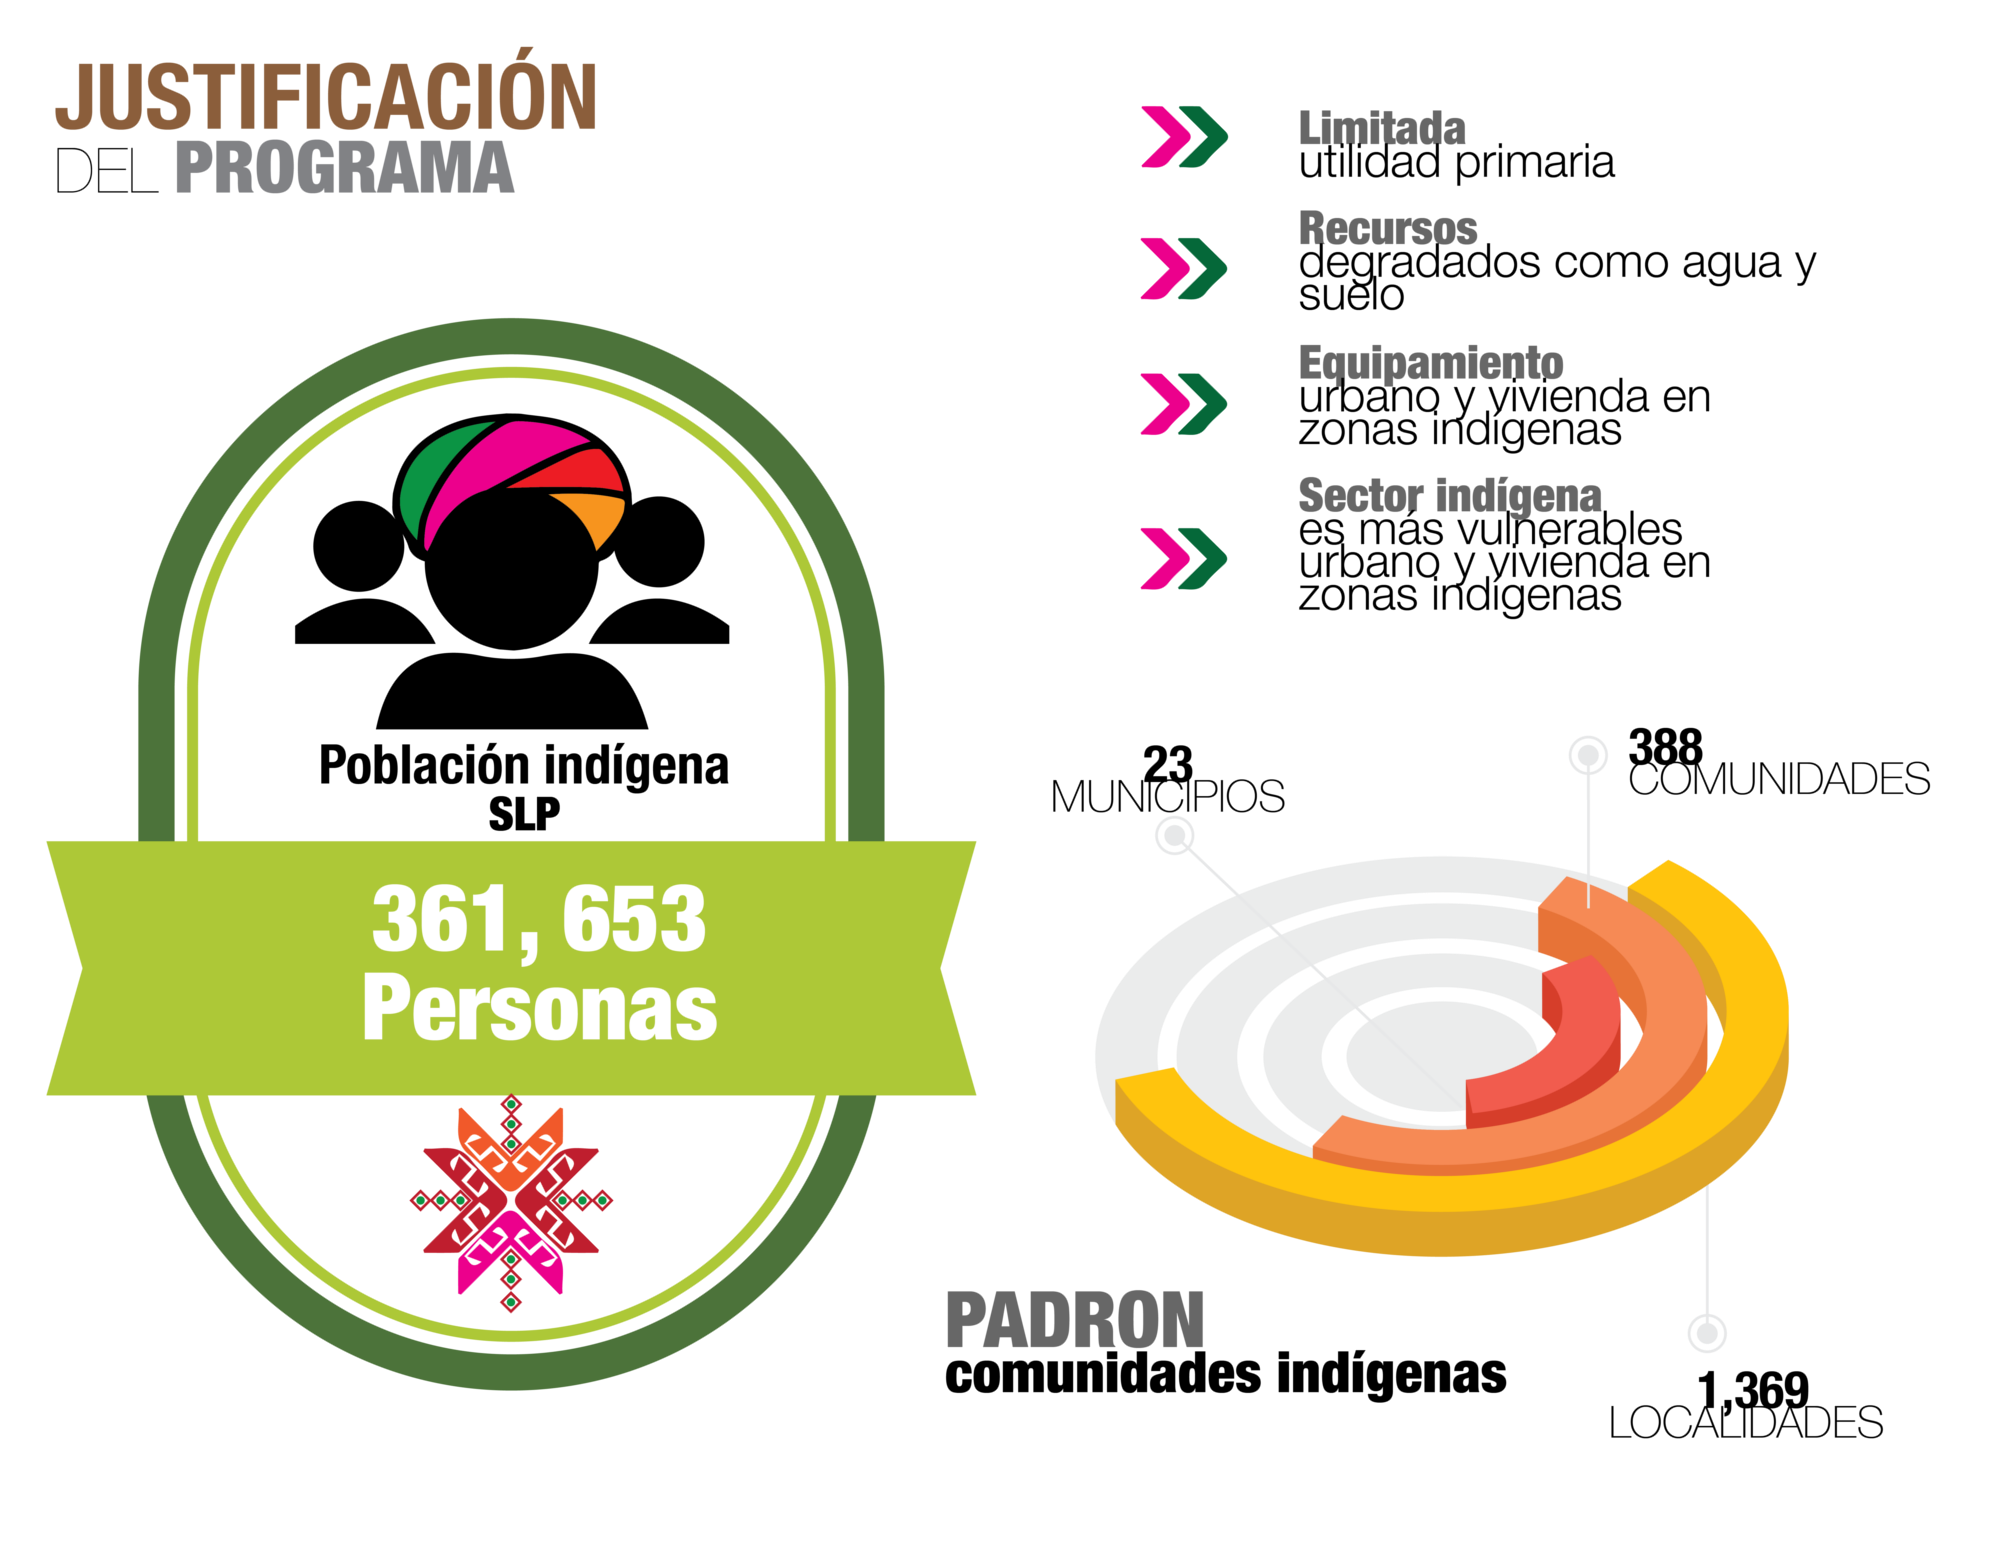 JUSTIFICACIÓN
DEL PROGRAMA
Limitada
utilidad primaria
Recursos
degradados como agua y
suelo
Equipamiento
urbano y vivienda en
zonas indígenas
Sector indígena
es más vulnerables
urbano y vivienda en
zonas indígenas
Población indígena
SLP
361, 653
Personas
23
MUNICIPIOS
388
COMUNIDADES
PADRON
comunidades indígenas
1,369
LOCALIDADES